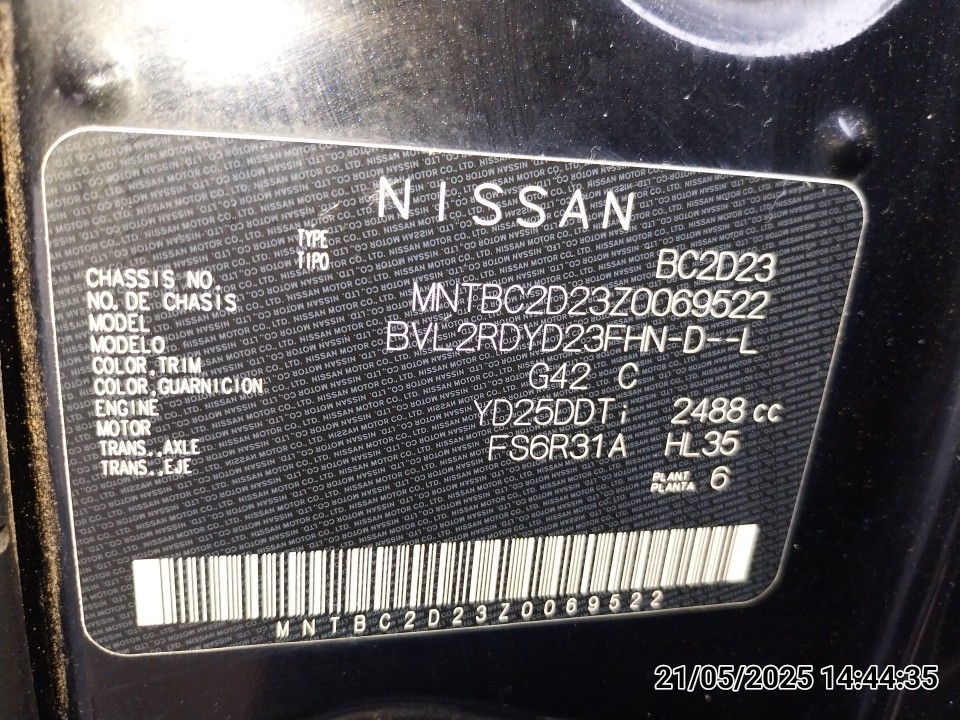 NISSAN
TYPE
TIPO BC2D23
CHASSIS NO.
NO. DE CHASIS MNTBC2D23Z0069522
MODEL
MODELO BVL2RDYD23FHN-D--L
COLOR,TRIM
COLOR,GUARNICION G42 C
ENGINE
MOTOR YD25DDTi 2488 cc
TRANS.,AXLE
TRANS.,EJE FS6R31A HL35
PLANT
PLANTA 6
MNTBC2D23Z0069522
21/05/2025 14:44:35